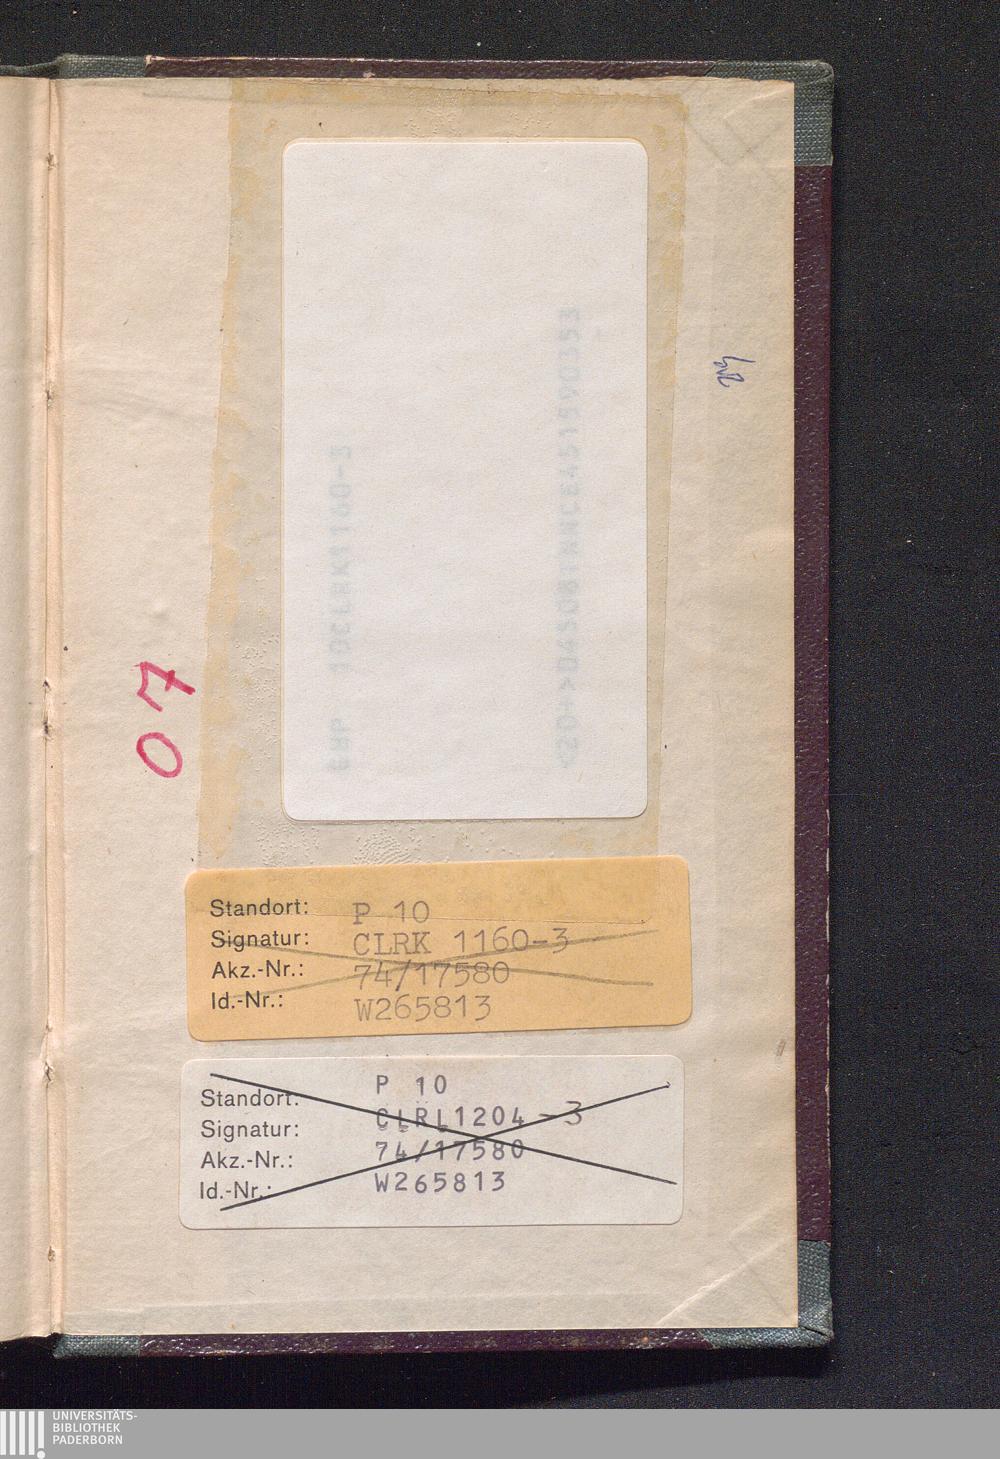 07
Standort: P 10
Signatur: CLRK 1160-3
Akz.-Nr.: 74/17580
Id.-Nr.: W265813
Standort: P 10
Signatur: CLRL1204-3
Akz.-Nr.: 74/17580
Id.-Nr.: W265813
UNIVERSITÄTS-
BIBLIOTHEK
PADERBORN